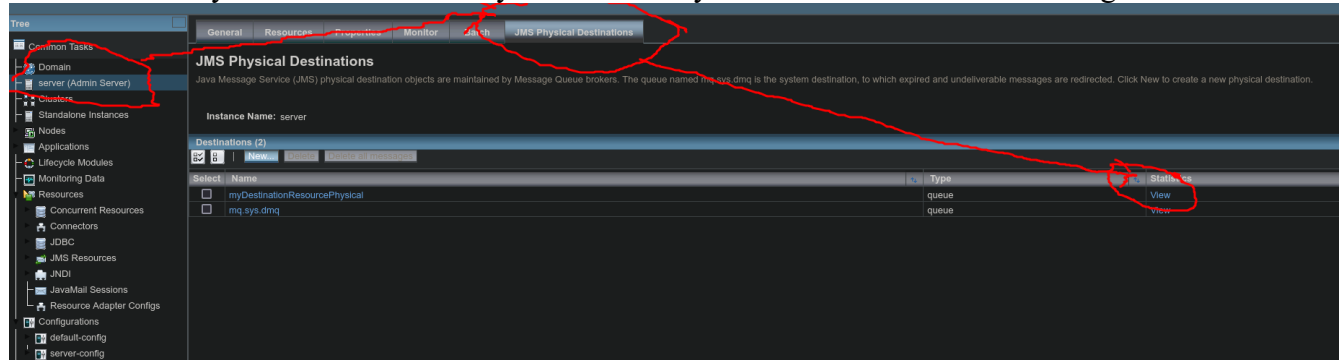 Tree
Common Tasks
Domain
server (Admin Server)
Clusters
Standalone Instances
Nodes
Applications
Lifecycle Modules
Monitoring Data
Resources
Concurrent Resources
Connectors
JDBC
JMS Resources
JNDI
JavaMail Sessions
Resource Adapter Configs
Configurations
default-config
server-config
General Resources Properties Monitor Batch JMS Physical Destinations
JMS Physical Destinations
Java Message Service (JMS) physical destination objects are maintained by Message Queue brokers. The queue named mq.sys.dmq is the system destination, to which expired and undeliverable messages are redirected. Click New to create a new physical destination.
Instance Name: server
Destinations (2)
New... Delete Delete all messages
Select Name Type Statistics
myDestinationResourcePhysical queue View
mq.sys.dmq queue View